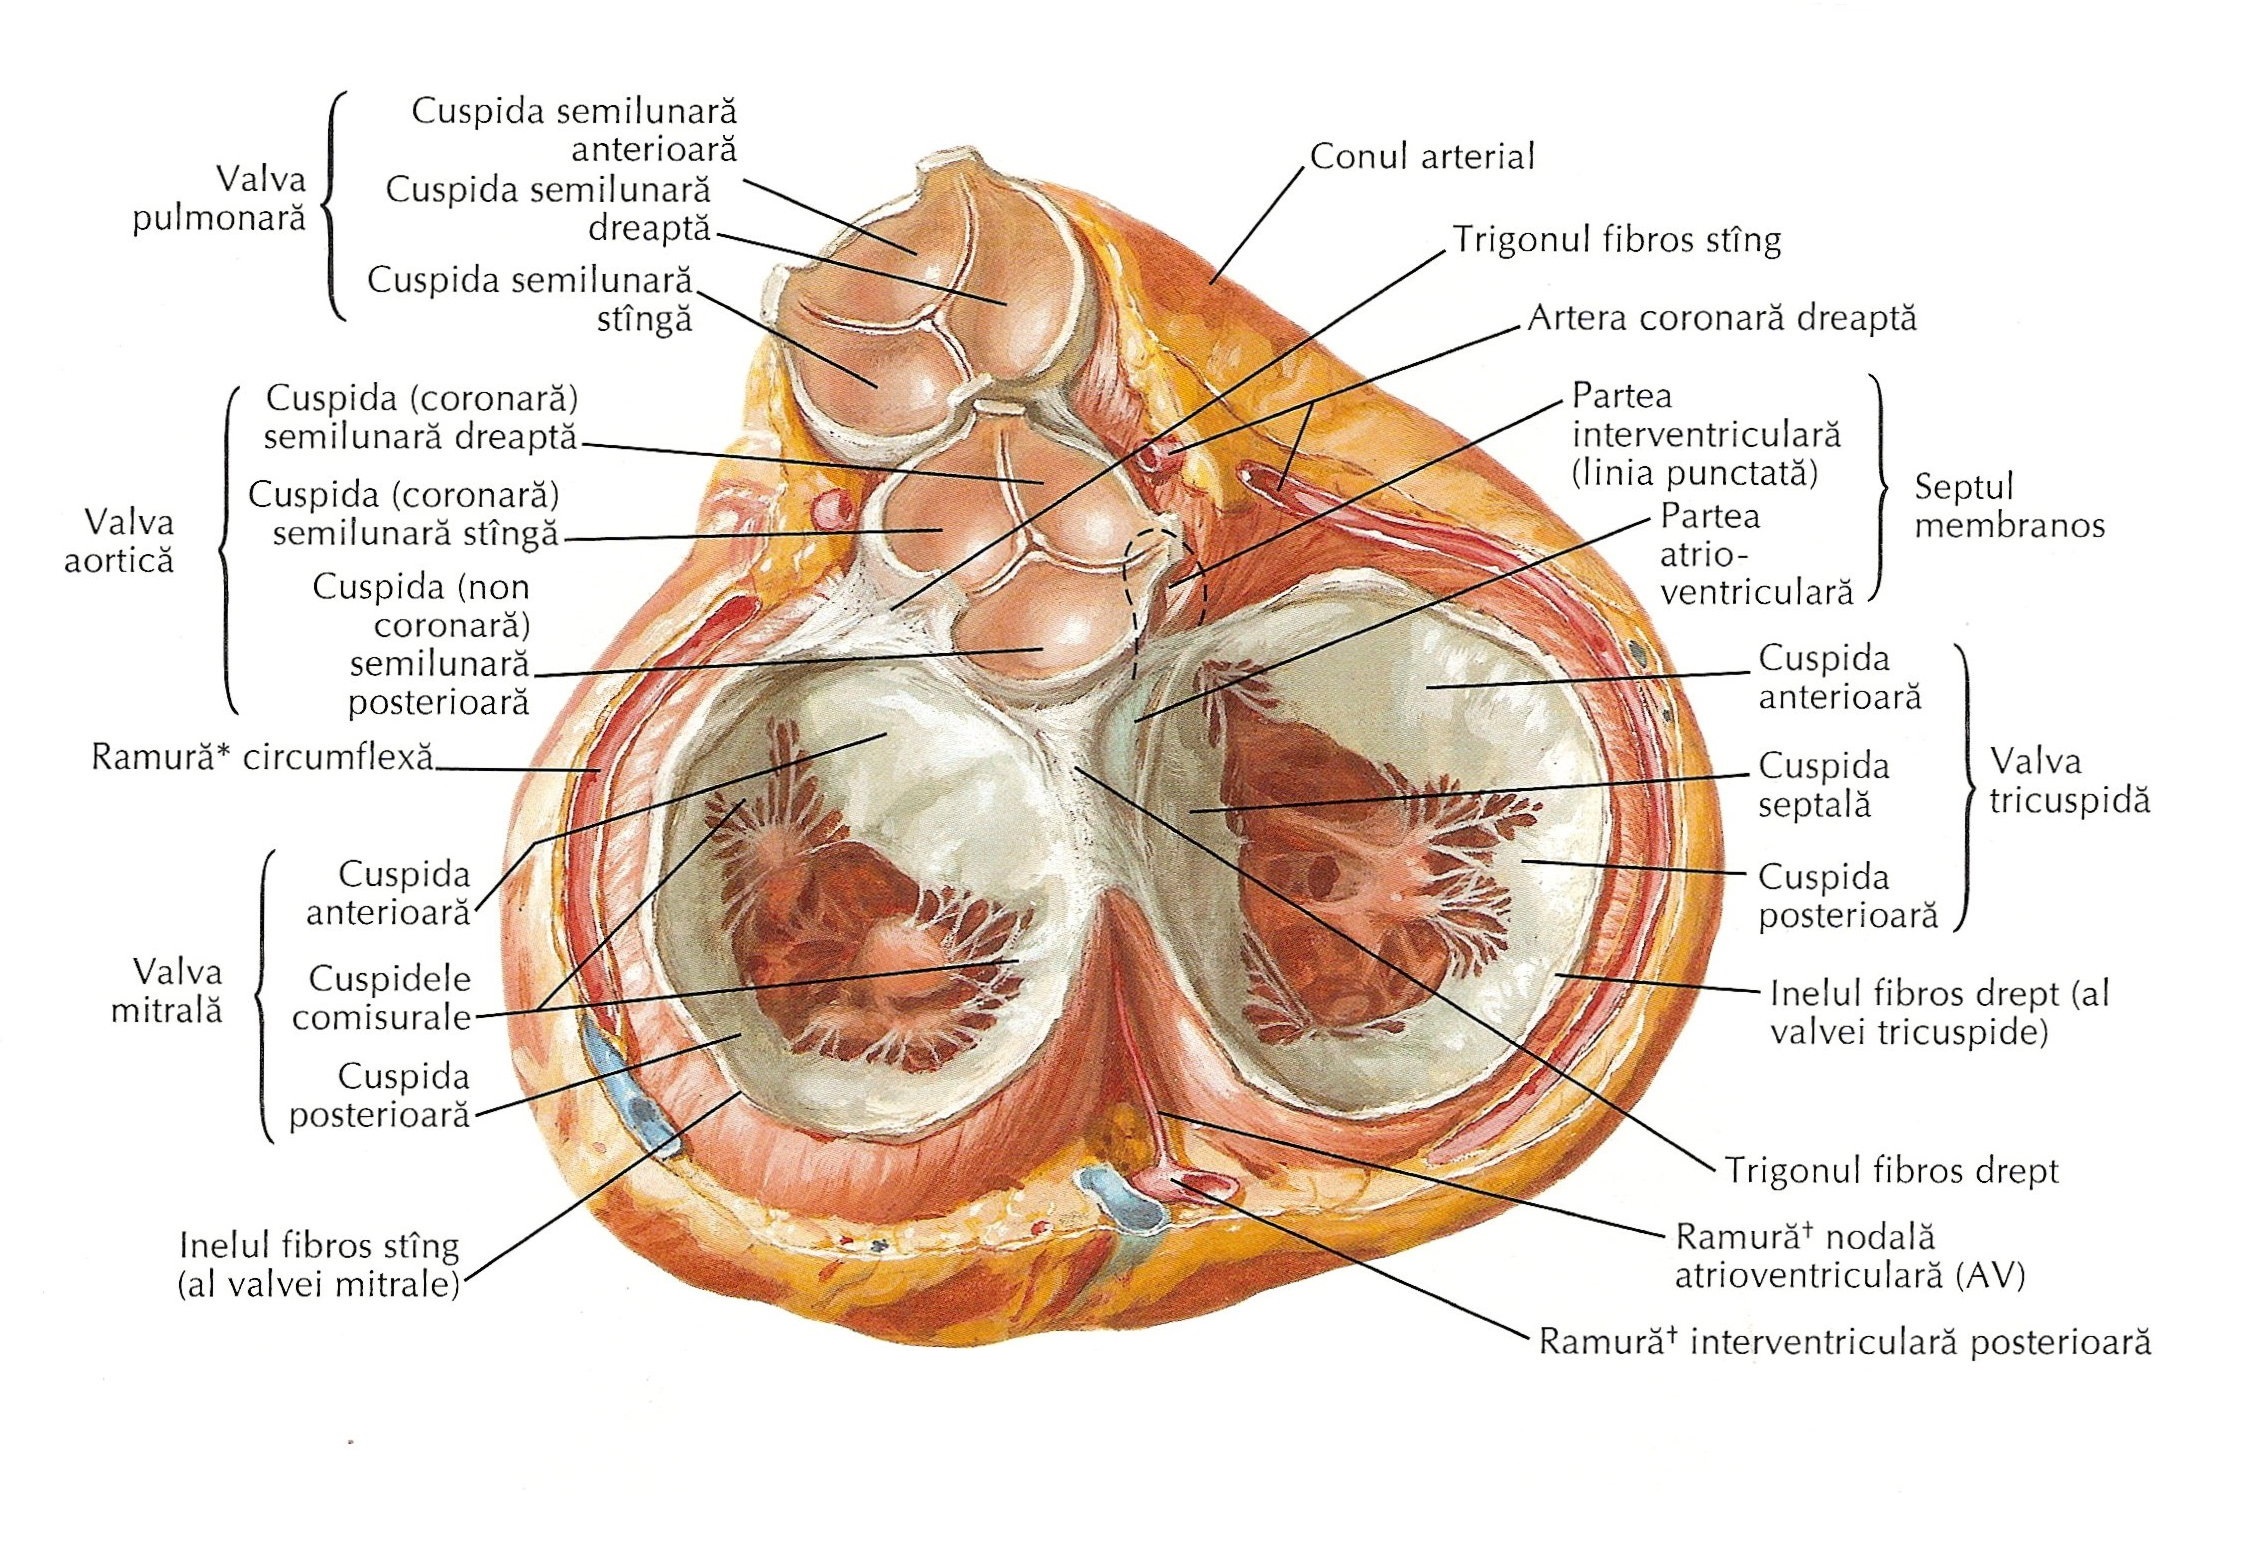 Cuspida semilunară
anterioară
Cuspida semilunară
dreaptă
Cuspida semilunară
stîngă
Valva
pulmonară
Cuspida (coronară)
semilunară dreaptă
Cuspida (coronară)
semilunară stîngă
Cuspida (non
coronară)
semilunară
posterioară
Valva
aortică
Ramură* circumflexă
Cuspida
anterioară
Cuspidele
comisurale
Cuspida
posterioară
Valva
mitrală
Inelul fibros stîng
(al valvei mitrale)
Conul arterial
Trigonul fibros stîng
Artera coronară dreaptă
Partea
interventriculară
(linia punctată)
Partea
atrio-
ventriculară
Septul
membranos
Cuspida
anterioară
Cuspida
septală
Cuspida
posterioară
Valva
tricuspidă
Inelul fibros drept (al
valvei tricuspide)
Trigonul fibros drept
Ramură† nodală
atrioventriculară (AV)
Ramură† interventriculară posterioară